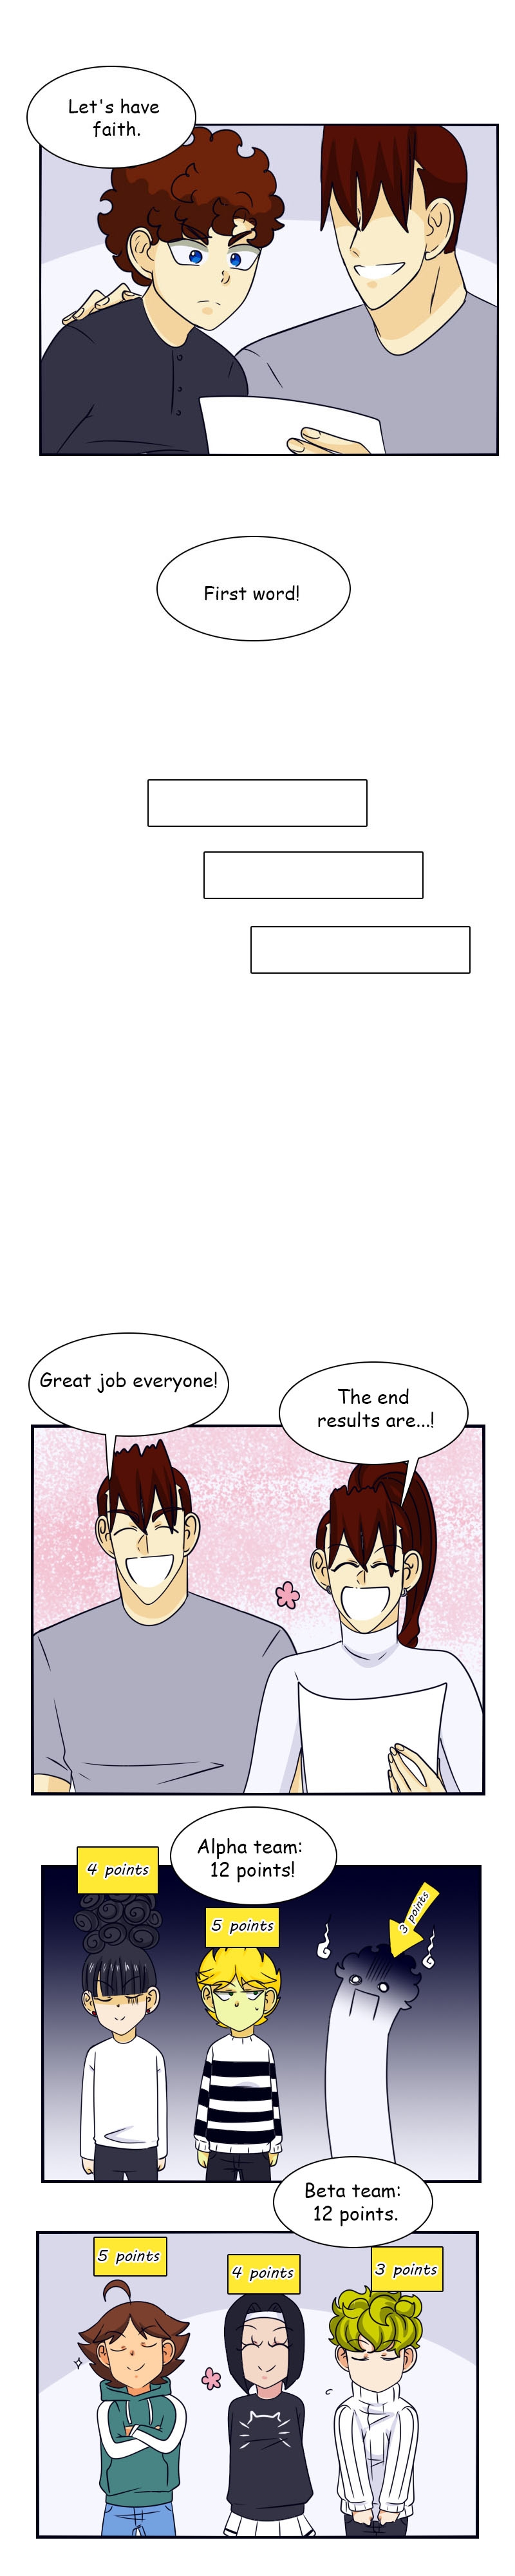 Let's have
faith.
First word!
Great job everyone!
The end
results are...!
Alpha team:
12 points!
4 points
5 points
3 points
Beta team:
12 points.
5 points
4 points
3 points